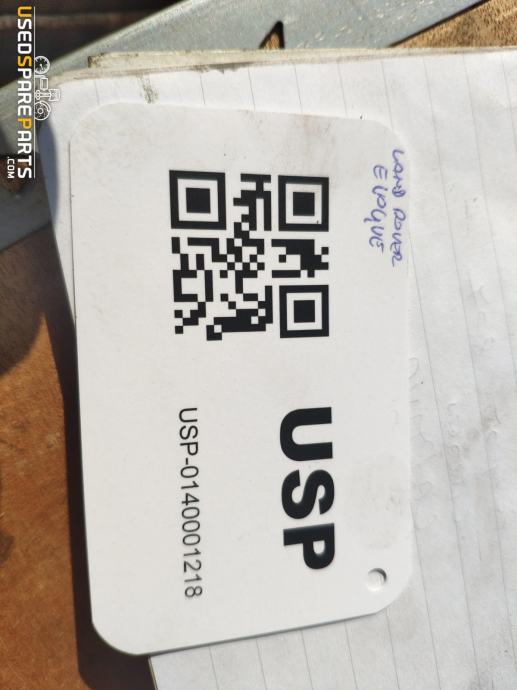 USEDSPAREPARTS
.COM
LAND ROVER
EVOQUE
USP
USP-0140001218